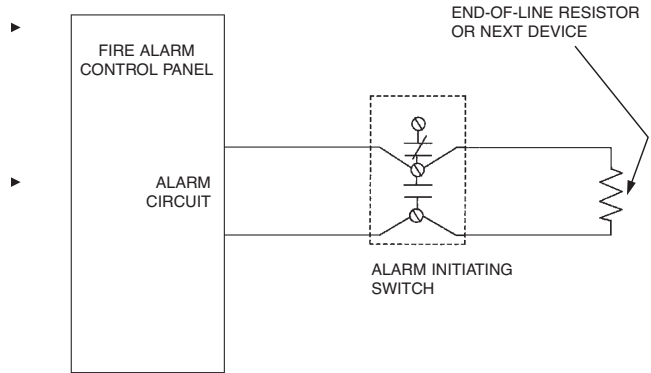 END-OF-LINE RESISTOR
OR NEXT DEVICE
FIRE ALARM
CONTROL PANEL
ALARM
CIRCUIT
ALARM INITIATING
SWITCH